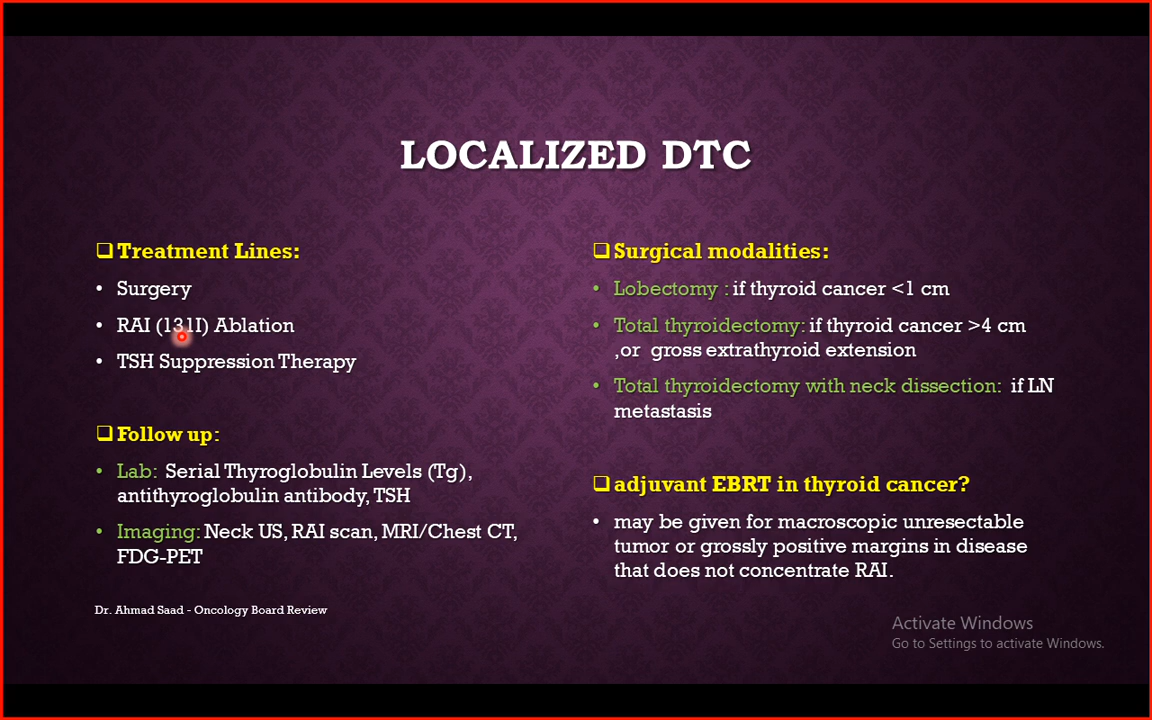 LOCALIZED DTC
Treatment Lines:
• Surgery
• RAI (131I) Ablation
• TSH Suppression Therapy
Follow up:
• Lab: Serial Thyroglobulin Levels (Tg),
antithyroglobulin antibody, TSH
• Imaging: Neck US, RAI scan, MRI/Chest CT,
FDG-PET
Dr. Ahmad Saad - Oncology Board Review
Surgical modalities:
• Lobectomy : if thyroid cancer <1 cm
• Total thyroidectomy: if thyroid cancer >4 cm
,or gross extrathyroid extension
• Total thyroidectomy with neck dissection: if LN
metastasis
adjuvant EBRT in thyroid cancer?
• may be given for macroscopic unresectable
tumor or grossly positive margins in disease
that does not concentrate RAI.
Activate Windows
Go to Settings to activate Windows.